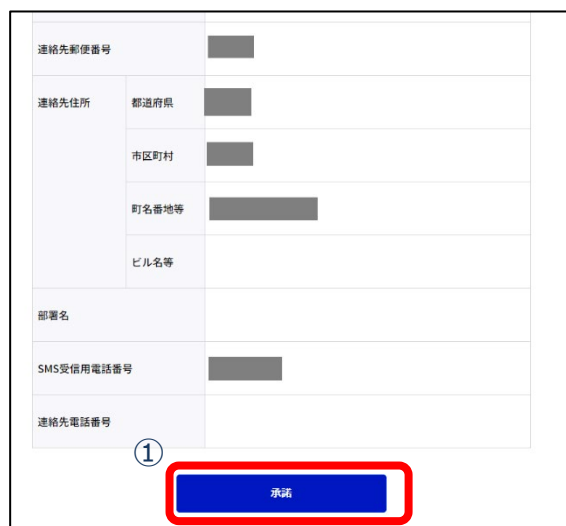 連絡先郵便番号
連絡先住所
都道府県
市区町村
町名番地等
ビル名等
部署名
SMS受信用電話番号
連絡先電話番号
①
承諾